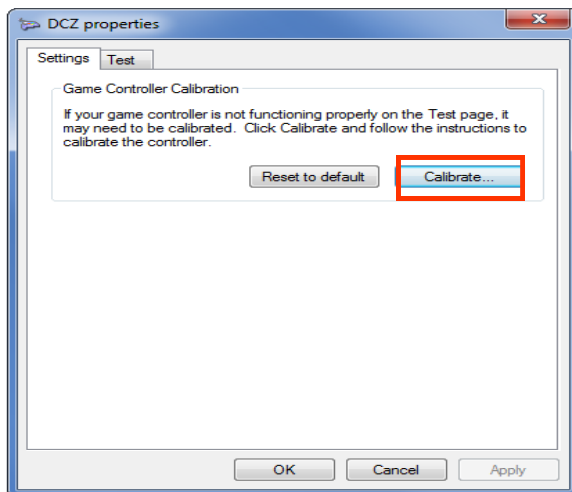 DCZ properties
Settings
Test
Game Controller Calibration
If your game controller is not functioning properly on the Test page, it
may need to be calibrated. Click Calibrate and follow the instructions to
calibrate the controller.
Reset to default
Calibrate...
OK
Cancel
Apply